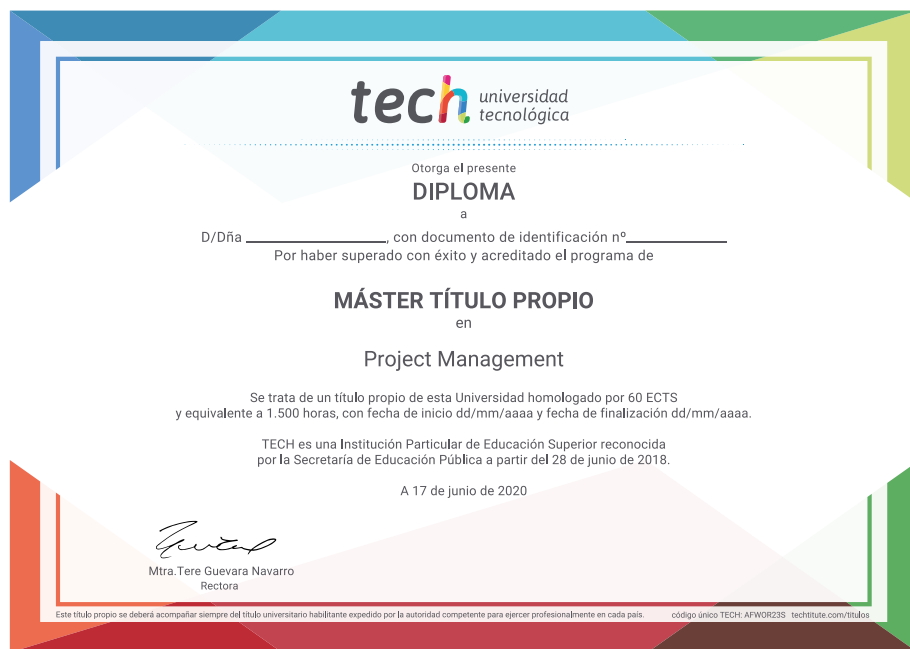 tech universidad
tecnológica
Otorga el presente
DIPLOMA
a
D/Dña ________________, con documento de identificación nº____________
Por haber superado con éxito y acreditado el programa de
MÁSTER TÍTULO PROPIO
en
Project Management
Se trata de un título propio de esta Universidad homologado por 60 ECTS
y equivalente a 1.500 horas, con fecha de inicio dd/mm/aaaa y fecha de finalización dd/mm/aaaa.
TECH es una Institución Particular de Educación Superior reconocida
por la Secretaría de Educación Pública a partir del 28 de junio de 2018.
A 17 de junio de 2020
Mtra.Tere Guevara Navarro
Rectora
Este título propio se deberá acompañar siempre del título universitario habilitante expedido por la autoridad competente para ejercer profesionalmente en cada país. código único TECH: AFWOR23S techtitute.com/titulos